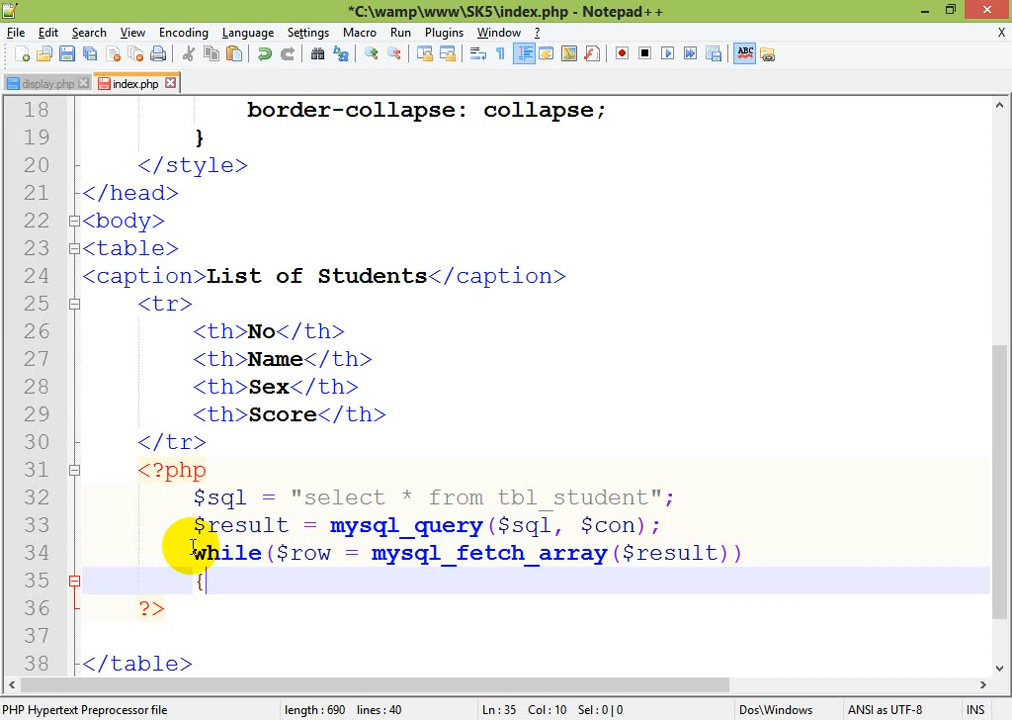 *C:\wamp\www\SK5\index.php - Notepad++
File Edit Search View Encoding Language Settings Macro Run Plugins Window ? X
display.php index.php
18 border-collapse: collapse;
19 }
20 </style>
21 </head>
22 <body>
23 <table>
24 <caption>List of Students</caption>
25 <tr>
26 <th>No</th>
27 <th>Name</th>
28 <th>Sex</th>
29 <th>Score</th>
30 </tr>
31 <?php
32 $sql = "select * from tbl_student";
33 $result = mysql_query($sql, $con);
34 while($row = mysql_fetch_array($result))
35 {
36 ?>
37
38 </table>
PHP Hypertext Preprocessor file length : 690 lines : 40 Ln : 35 Col : 10 Sel : 0 | 0 Dos\Windows ANSI as UTF-8 INS